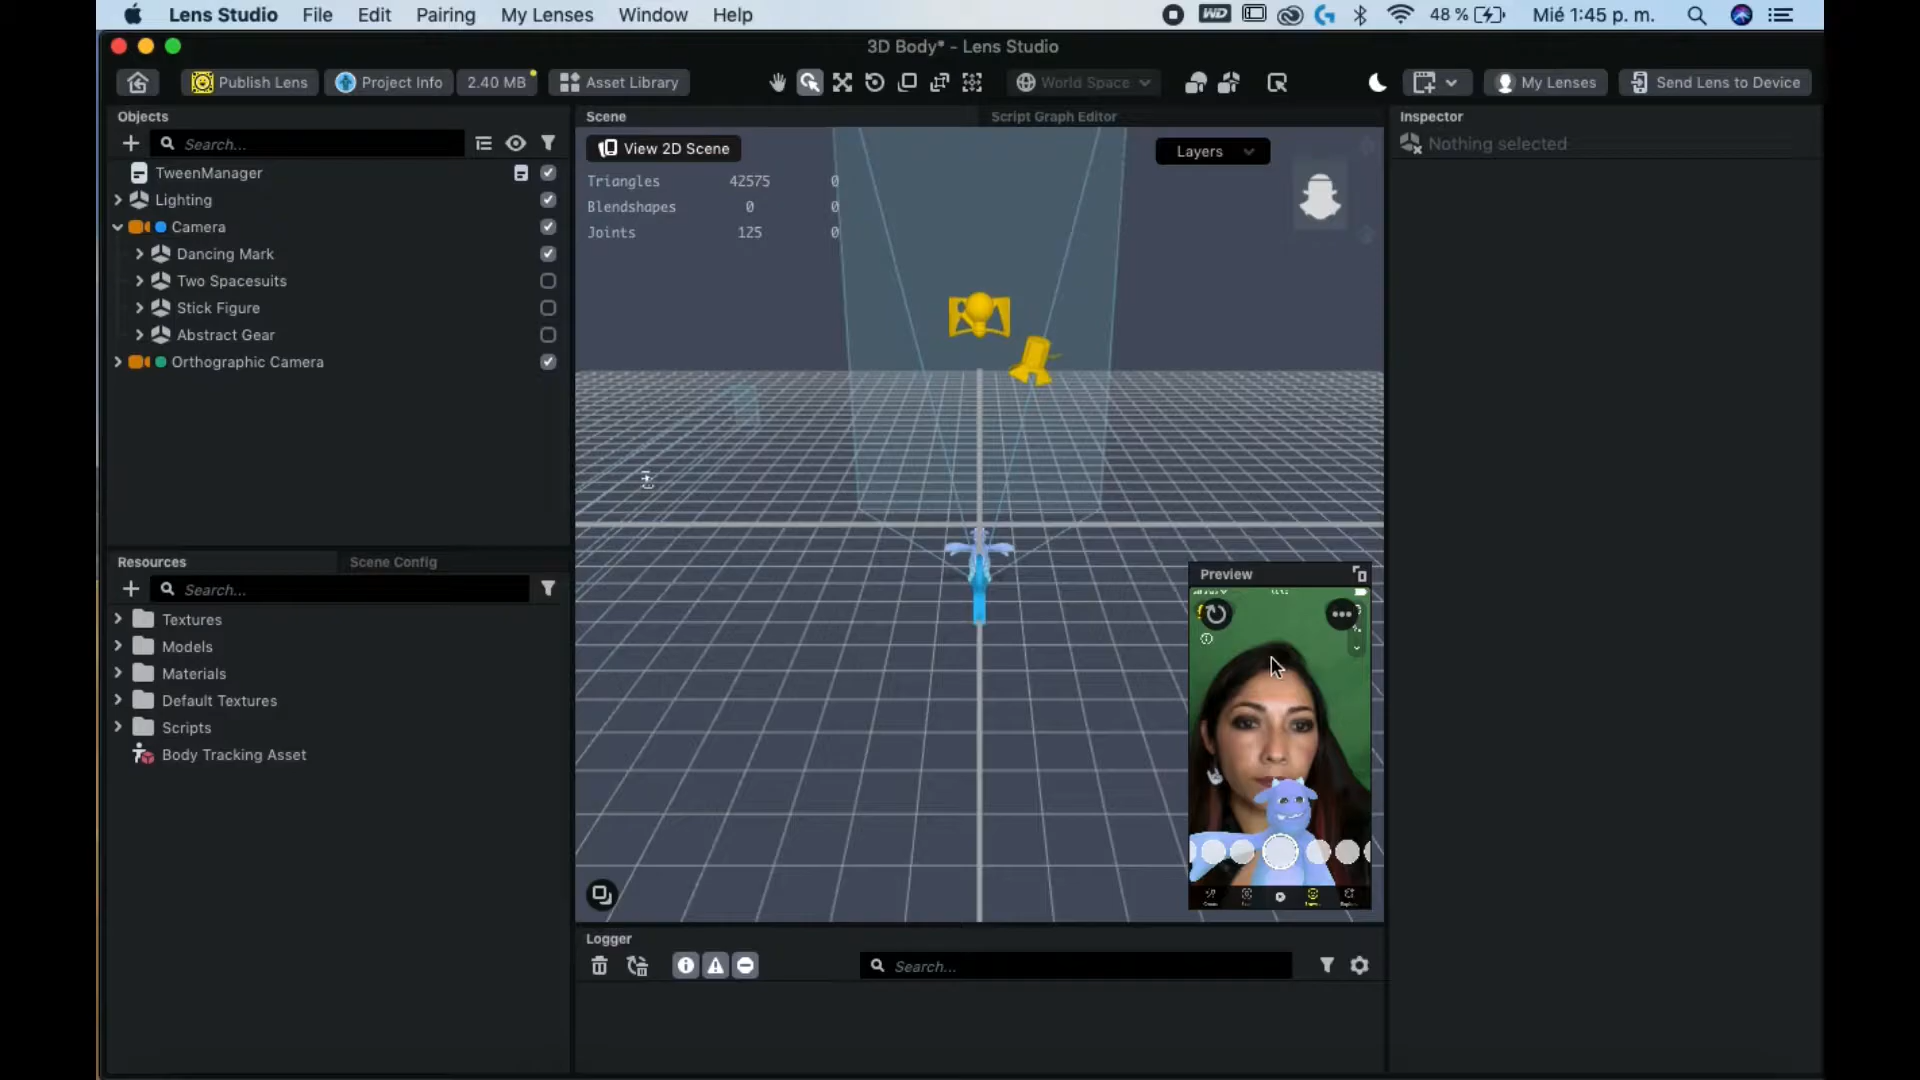 Lens Studio File Edit Pairing My Lenses Window Help WD 48 % Mié 1:45 p. m.
3D Body* - Lens Studio
Publish Lens Project Info 2.40 MB Asset Library World Space My Lenses Send Lens to Device
Objects
Search...
TweenManager
Lighting
Camera
Dancing Mark
Two Spacesuits
Stick Figure
Abstract Gear
Orthographic Camera
Resources Scene Config
Search...
Textures
Models
Materials
Default Textures
Scripts
Body Tracking Asset
Scene Script Graph Editor
View 2D Scene Layers
Triangles 42575 0
Blendshapes 0 0
Joints 125 0
Preview
Logger
Search...
Inspector
Nothing selected